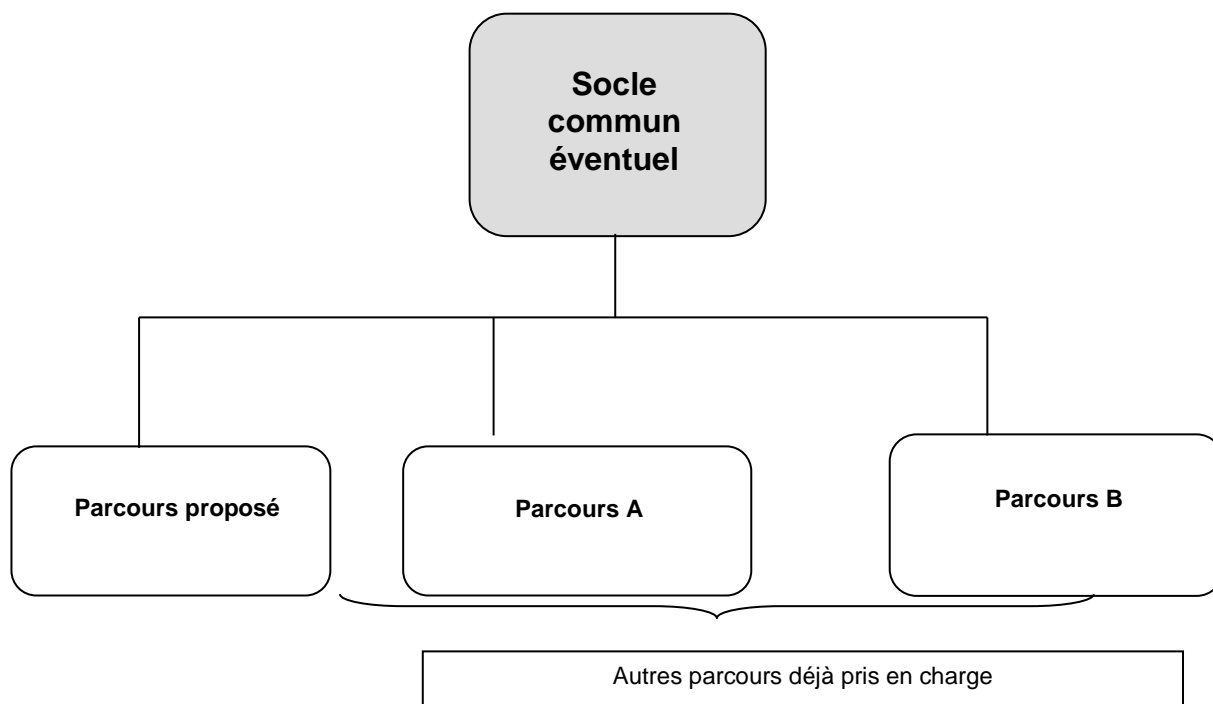 Socle
commun
éventuel
Parcours proposé
Parcours A
Parcours B
Autres parcours déjà pris en charge